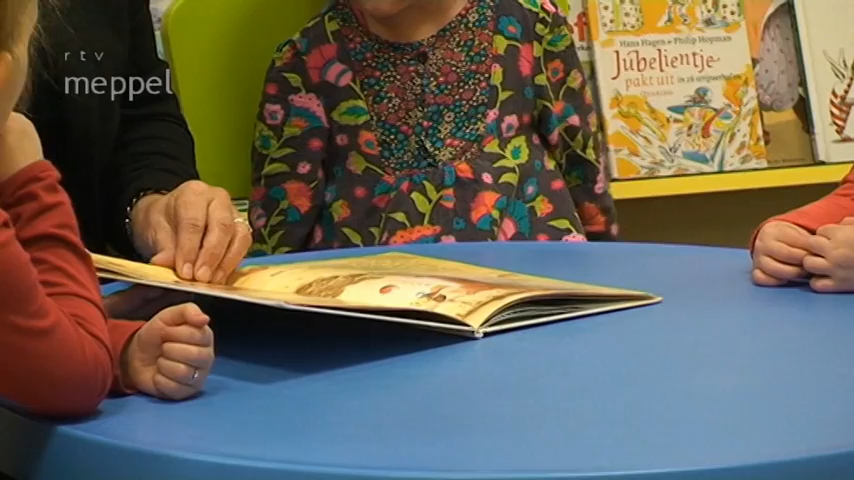 rtv
meppel
Hans Hagen & Philip Hopman
Jubelientje
pakt uit